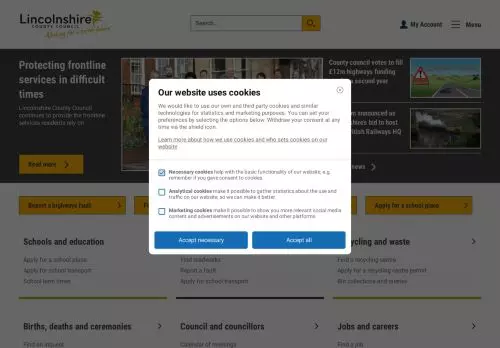 Lincolnshire
COUNTY COUNCIL
Working for a better future
Search...
My Account
Menu
Protecting frontline
services in difficult
times
Lincolnshire County Council
continues to provide the frontline
services residents rely on
Read more
County council votes to fill
£12m highways funding
second year
announced as
shire's bid to host
British Railways HQ
news
Our website uses cookies
We would like to use our own and third party cookies and similar
technologies for statistics and marketing purposes. You can set your
preferences by selecting the options below. Withdraw your consent at
any time via the shield icon.
Learn more about how we use cookies and who sets cookies on our
website
Necessary cookies help with the basic functionality of our website, e.g.
remember if you gave consent to cookies.
Analytical cookies make it possible to gather statistics about the use and
traffic on our website, so we can make it better.
Marketing cookies make it possible to show you more relevant social media
content and advertisements on our website and other platforms.
Accept necessary
Accept all
Report a highways fault
Apply for a school place
Schools and education
Apply for a school place
Apply for school transport
School term times
Find roadworks
Report a fault
Apply for school transport
cycling and waste
Find a recycling centre
Apply for a recycling centre permit
Bin collections and queries
Births, deaths and ceremonies
Find an registrar
Council and councillors
Calendar of meetings
Jobs and careers
Find a job